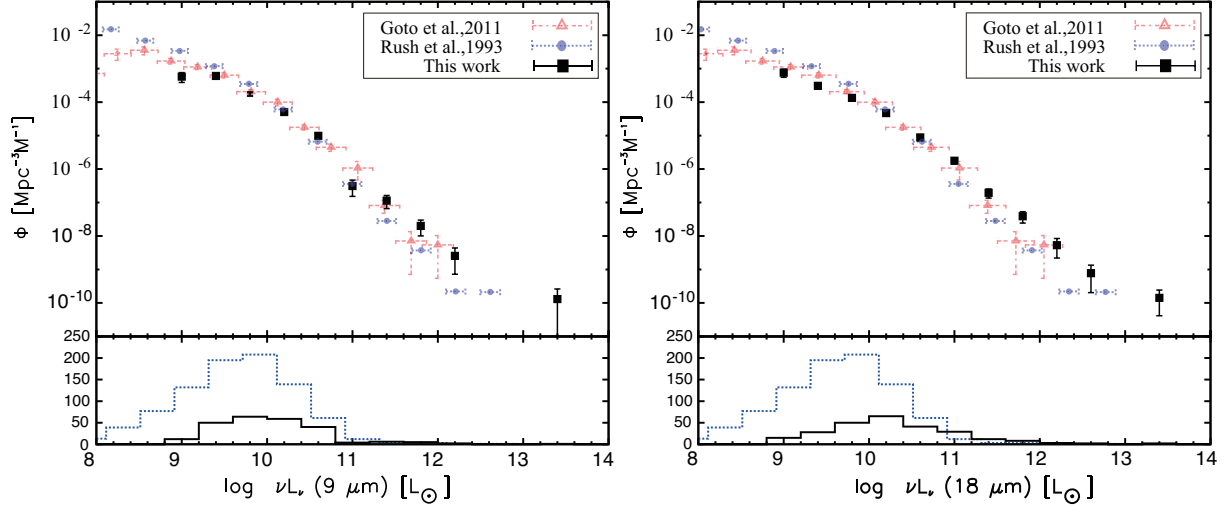 Goto et al.,2011
Rush et al.,1993
This work
Φ [Mpc⁻³M⁻¹]
10⁻²
10⁻⁴
10⁻⁶
10⁻⁸
10⁻¹⁰
250
200
150
100
50
0
8 9 10 11 12 13 14
log νLᵥ (9 μm) [L☉]
Goto et al.,2011
Rush et al.,1993
This work
Φ [Mpc⁻³M⁻¹]
10⁻²
10⁻⁴
10⁻⁶
10⁻⁸
10⁻¹⁰
250
200
150
100
50
0
8 9 10 11 12 13 14
log νLᵥ (18 μm) [L☉]